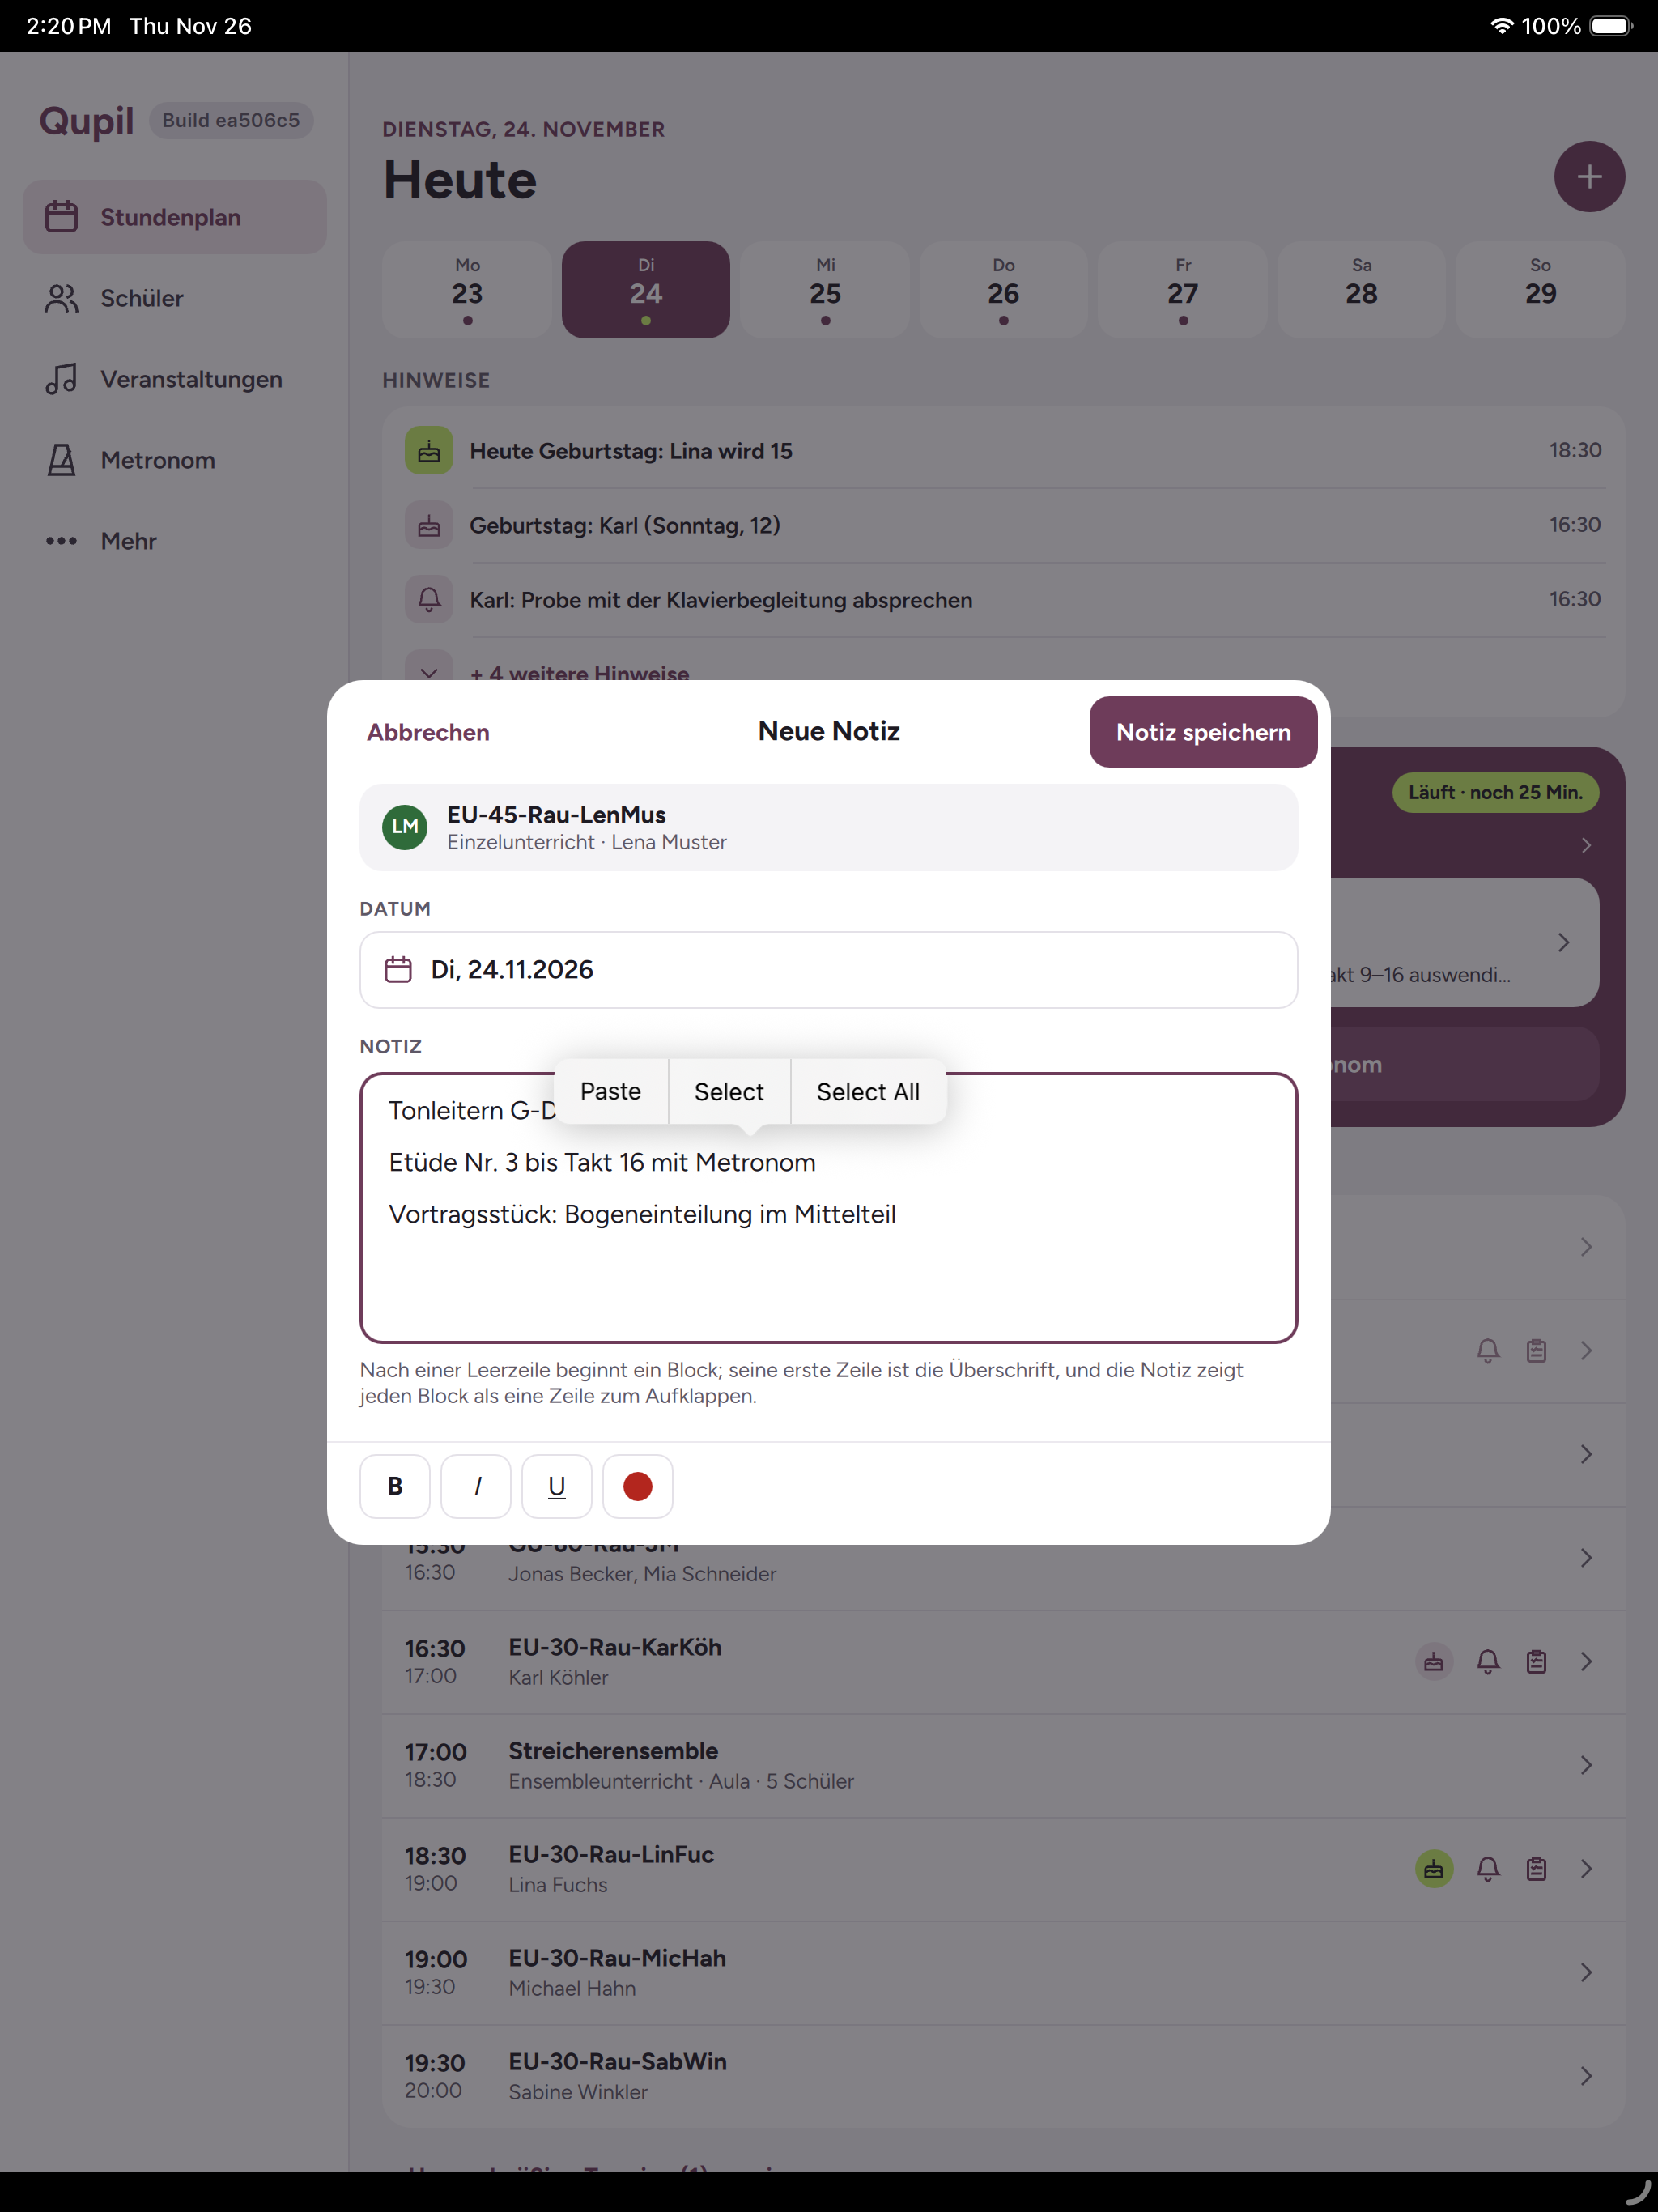 2:20 PM Thu Nov 26
100%
Qupil
Build ea506c5
Stundenplan
Schüler
Veranstaltungen
Metronom
Mehr
DIENSTAG, 24. NOVEMBER
Heute
Mo
23
Di
24
Mi
25
Do
26
Fr
27
Sa
28
So
29
HINWEISE
Heute Geburtstag: Lina wird 15
18:30
Geburtstag: Karl (Sonntag, 12)
16:30
Karl: Probe mit der Klavierbegleitung absprechen
16:30
+ 4 weitere Hinweise
Läuft · noch 25 Min.
9–16 auswendi...
Abbrechen
Neue Notiz
Notiz speichern
LM
EU-45-Rau-LenMus
Einzelunterricht · Lena Muster
DATUM
Di, 24.11.2026
NOTIZ
Paste
Select
Select All
Tonleitern G-D
Etüde Nr. 3 bis Takt 16 mit Metronom
Vortragsstück: Bogeneinteilung im Mittelteil
Nach einer Leerzeile beginnt ein Block; seine erste Zeile ist die Überschrift, und die Notiz zeigt
jeden Block als eine Zeile zum Aufklappen.
B
I
U
16:30
Jonas Becker, Mia Schneider
16:30
EU-30-Rau-KarKöh
17:00
Karl Köhler
17:00
Streicherensemble
18:30
Ensembleunterricht · Aula · 5 Schüler
18:30
EU-30-Rau-LinFuc
19:00
Lina Fuchs
19:00
EU-30-Rau-MicHah
19:30
Michael Hahn
19:30
EU-30-Rau-SabWin
20:00
Sabine Winkler